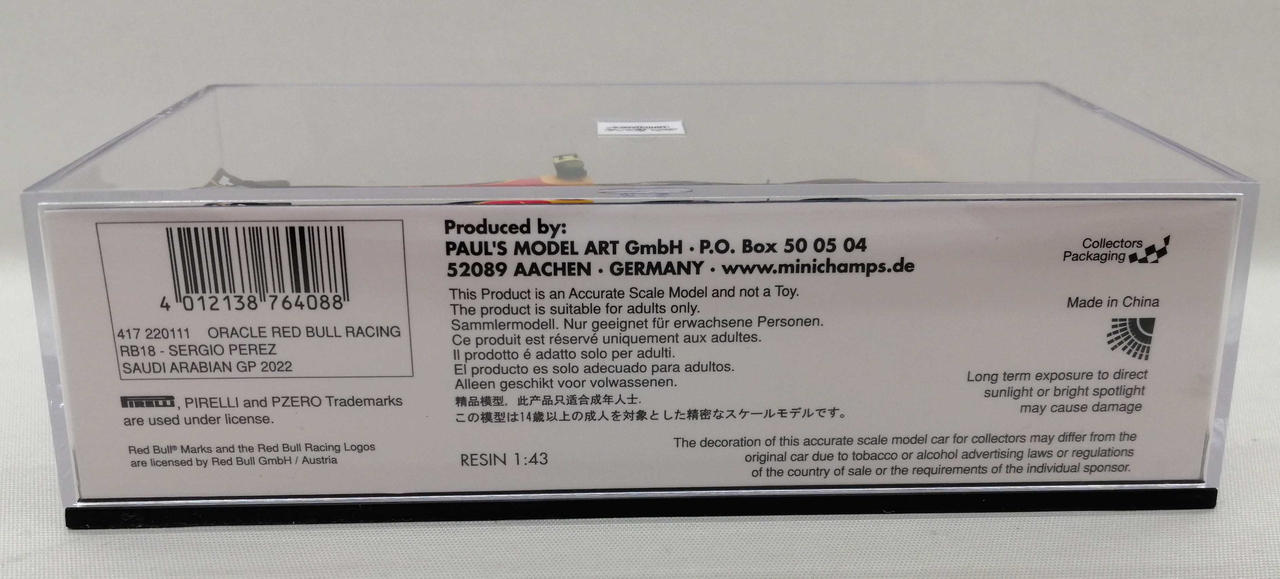 4 012138 764088
417 220111 ORACLE RED BULL RACING
RB18 - SERGIO PEREZ
SAUDI ARABIAN GP 2022
PIRELLI, PIRELLI and PZERO Trademarks
are used under license.
Red Bull® Marks and the Red Bull Racing Logos
are licensed by Red Bull GmbH / Austria
Produced by:
PAUL'S MODEL ART GmbH · P.O. Box 50 05 04
52089 AACHEN · GERMANY · www.minichamps.de
This Product is an Accurate Scale Model and not a Toy.
The product is suitable for adults only.
Sammlermodell. Nur geeignet für erwachsene Personen.
Ce produit est réservé uniquement aux adultes.
Il prodotto é adatto solo per adulti.
El producto es solo adecuado para adultos.
Alleen geschikt voor volwassenen.
精品模型，此产品只适合成年人士.
この模型は14歳以上の成人を対象とした精密なスケールモデルです。
RESIN 1:43
Collectors
Packaging
Made in China
Long term exposure to direct
sunlight or bright spotlight
may cause damage
The decoration of this accurate scale model car for collectors may differ from the
original car due to tobacco or alcohol advertising laws or regulations
of the country of sale or the requirements of the individual sponsor.